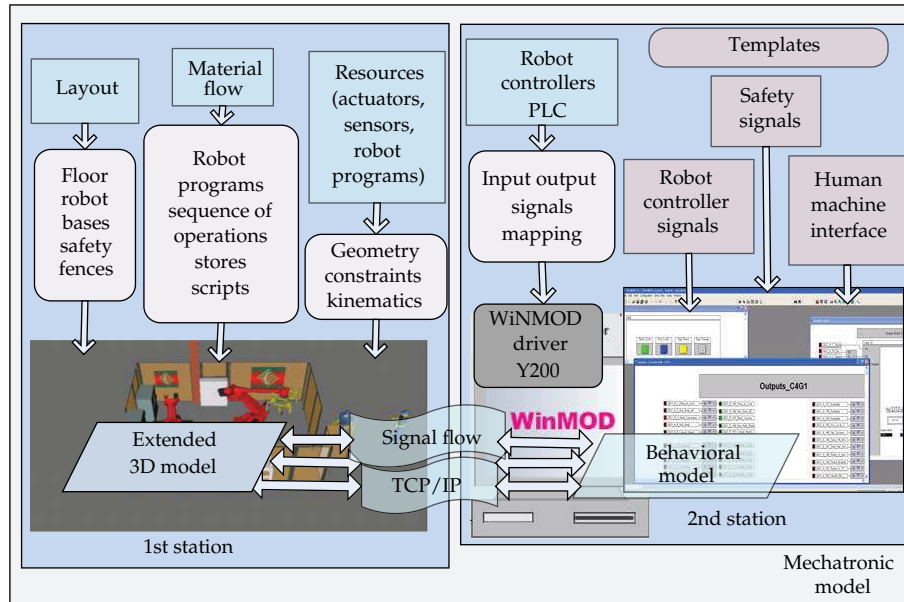 Layout
Material
flow
Resources
(actuators,
sensors,
robot
programs)
Floor
robot
bases
safety
fences
Robot
programs
sequence of
operations
stores
scripts
Geometry
constraints
kinematics
Extended
3D model
Signal flow
TCP/IP
1st station
Robot
controllers
PLC
Templates
Safety
signals
Input output
signals
mapping
Robot
controller
signals
Human
machine
interface
WiNMOD
driver
Y200
WinMOD
Outputs_C4G1
Behavioral
model
2nd station
Mechatronic
model